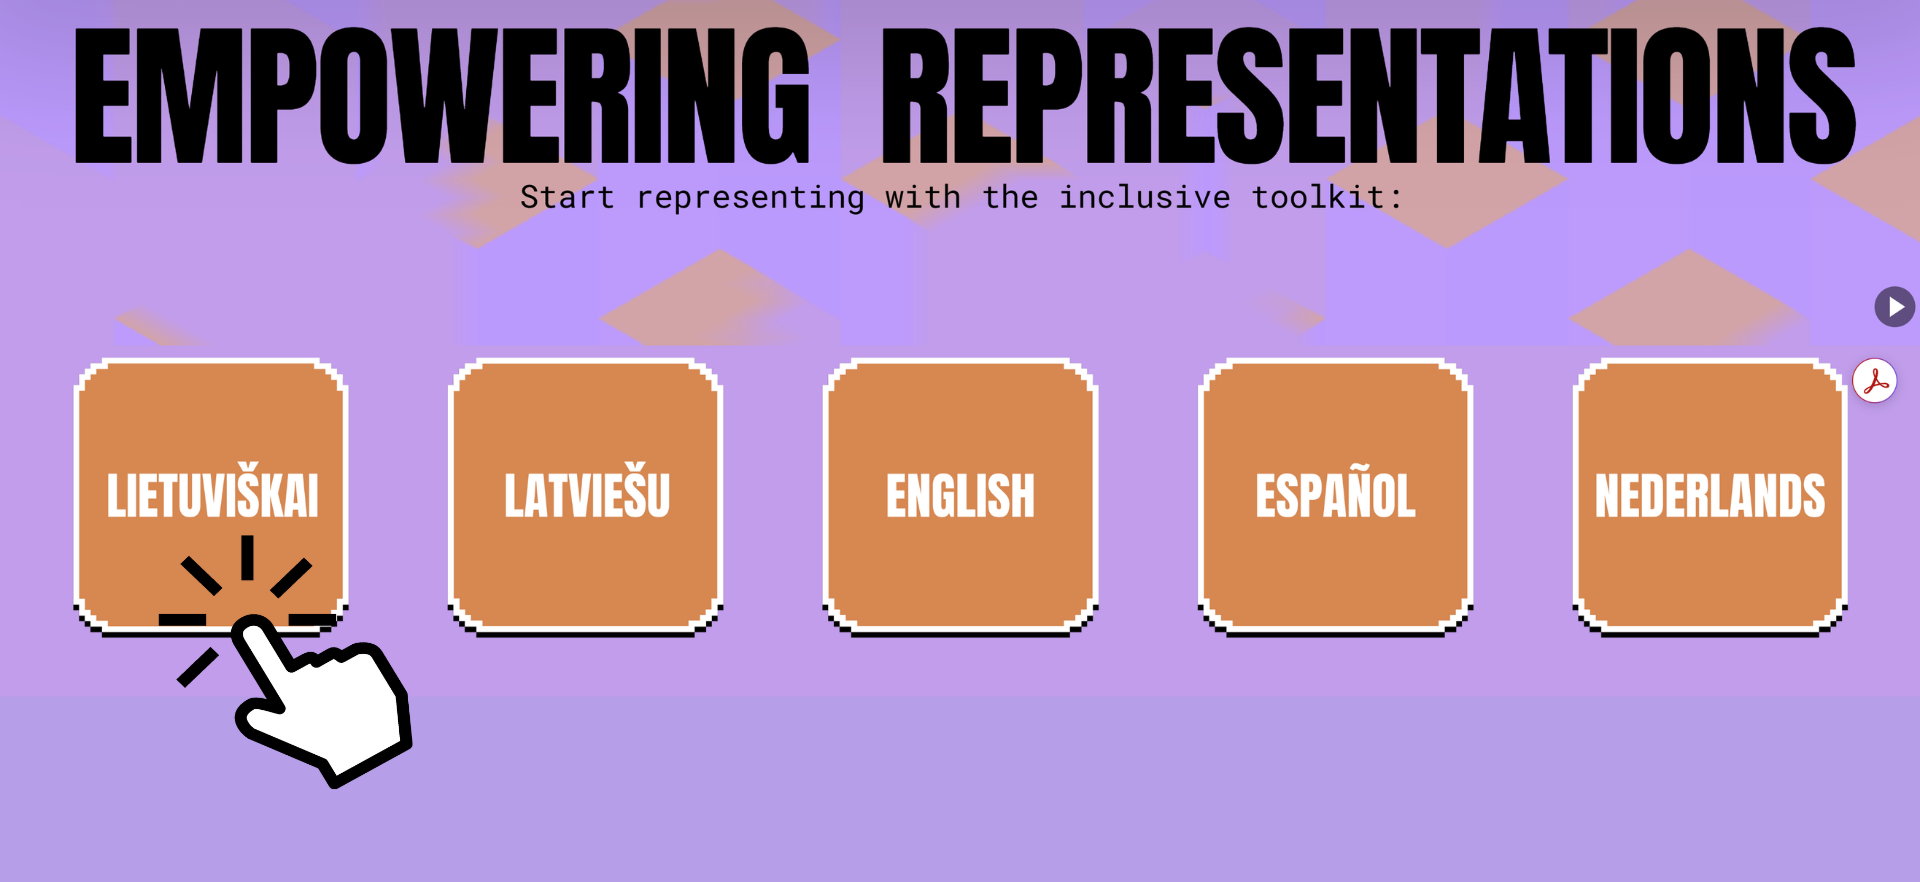 EMPOWERING REPRESENTATIONS
Start representing with the inclusive toolkit:
LIETUVIŠKAI
LATVIEŠU
ENGLISH
ESPAÑOL
NEDERLANDS